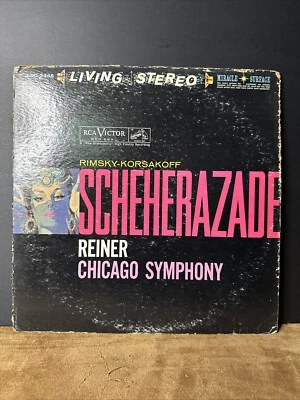 LIVING STEREO
MIRACLE SURFACE
RCA VICTOR
RIMSKY-KORSAKOFF
SCHEHERAZADE
REINER
CHICAGO SYMPHONY